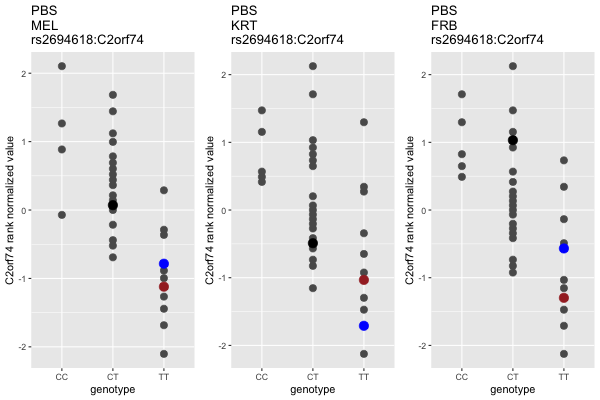 PBS
MEL
rs2694618:C2orf74
C2orf74 rank normalized value
2
1
0
-1
-2
CC
CT
TT
genotype
PBS
KRT
rs2694618:C2orf74
C2orf74 rank normalized value
2
1
0
-1
-2
CC
CT
TT
genotype
PBS
FRB
rs2694618:C2orf74
C2orf74 rank normalized value
2
1
0
-1
-2
CC
CT
TT
genotype